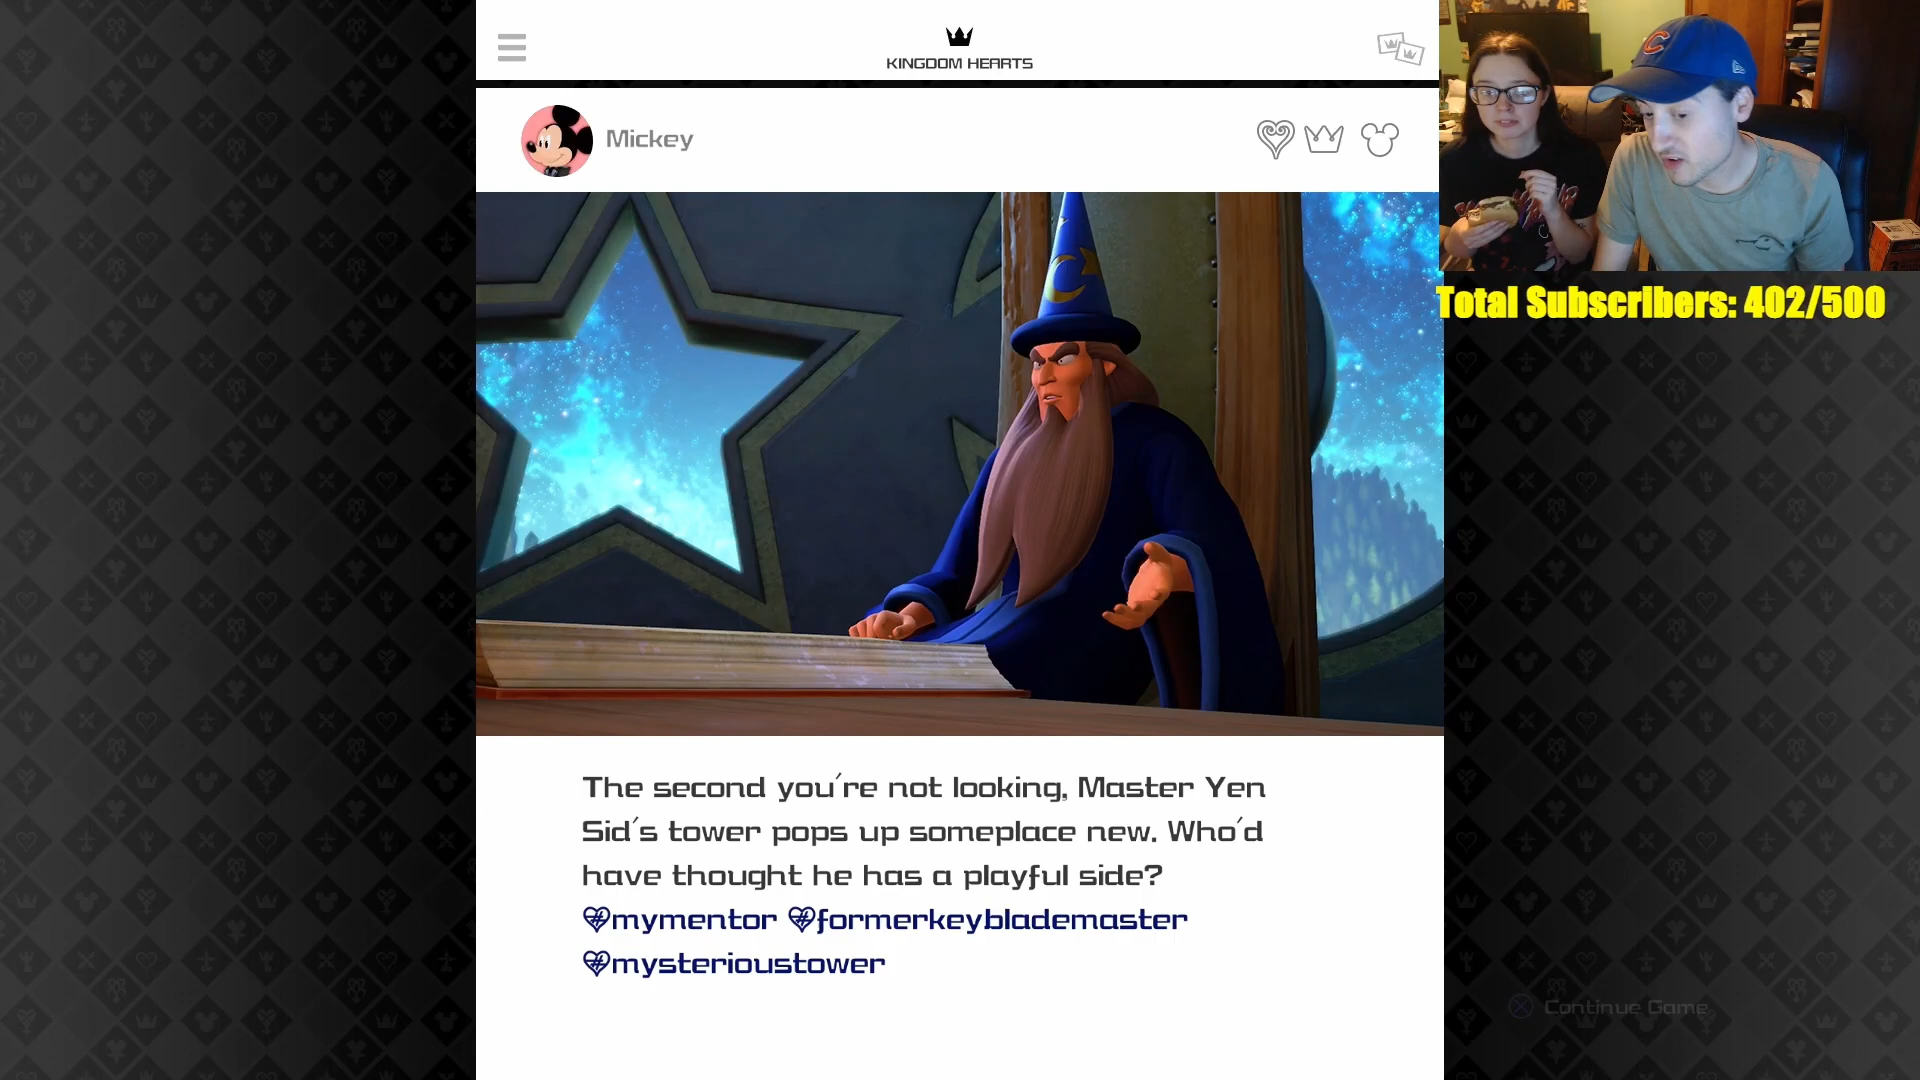 KINGDOM HEARTS
Mickey
C
Total Subscribers: 402/500
The second you're not looking, Master Yen
Sid's tower pops up someplace new. Who'd
have thought he has a playful side?
#mymentor #formerkeyblademaster
#mysterioustower
Continue Game